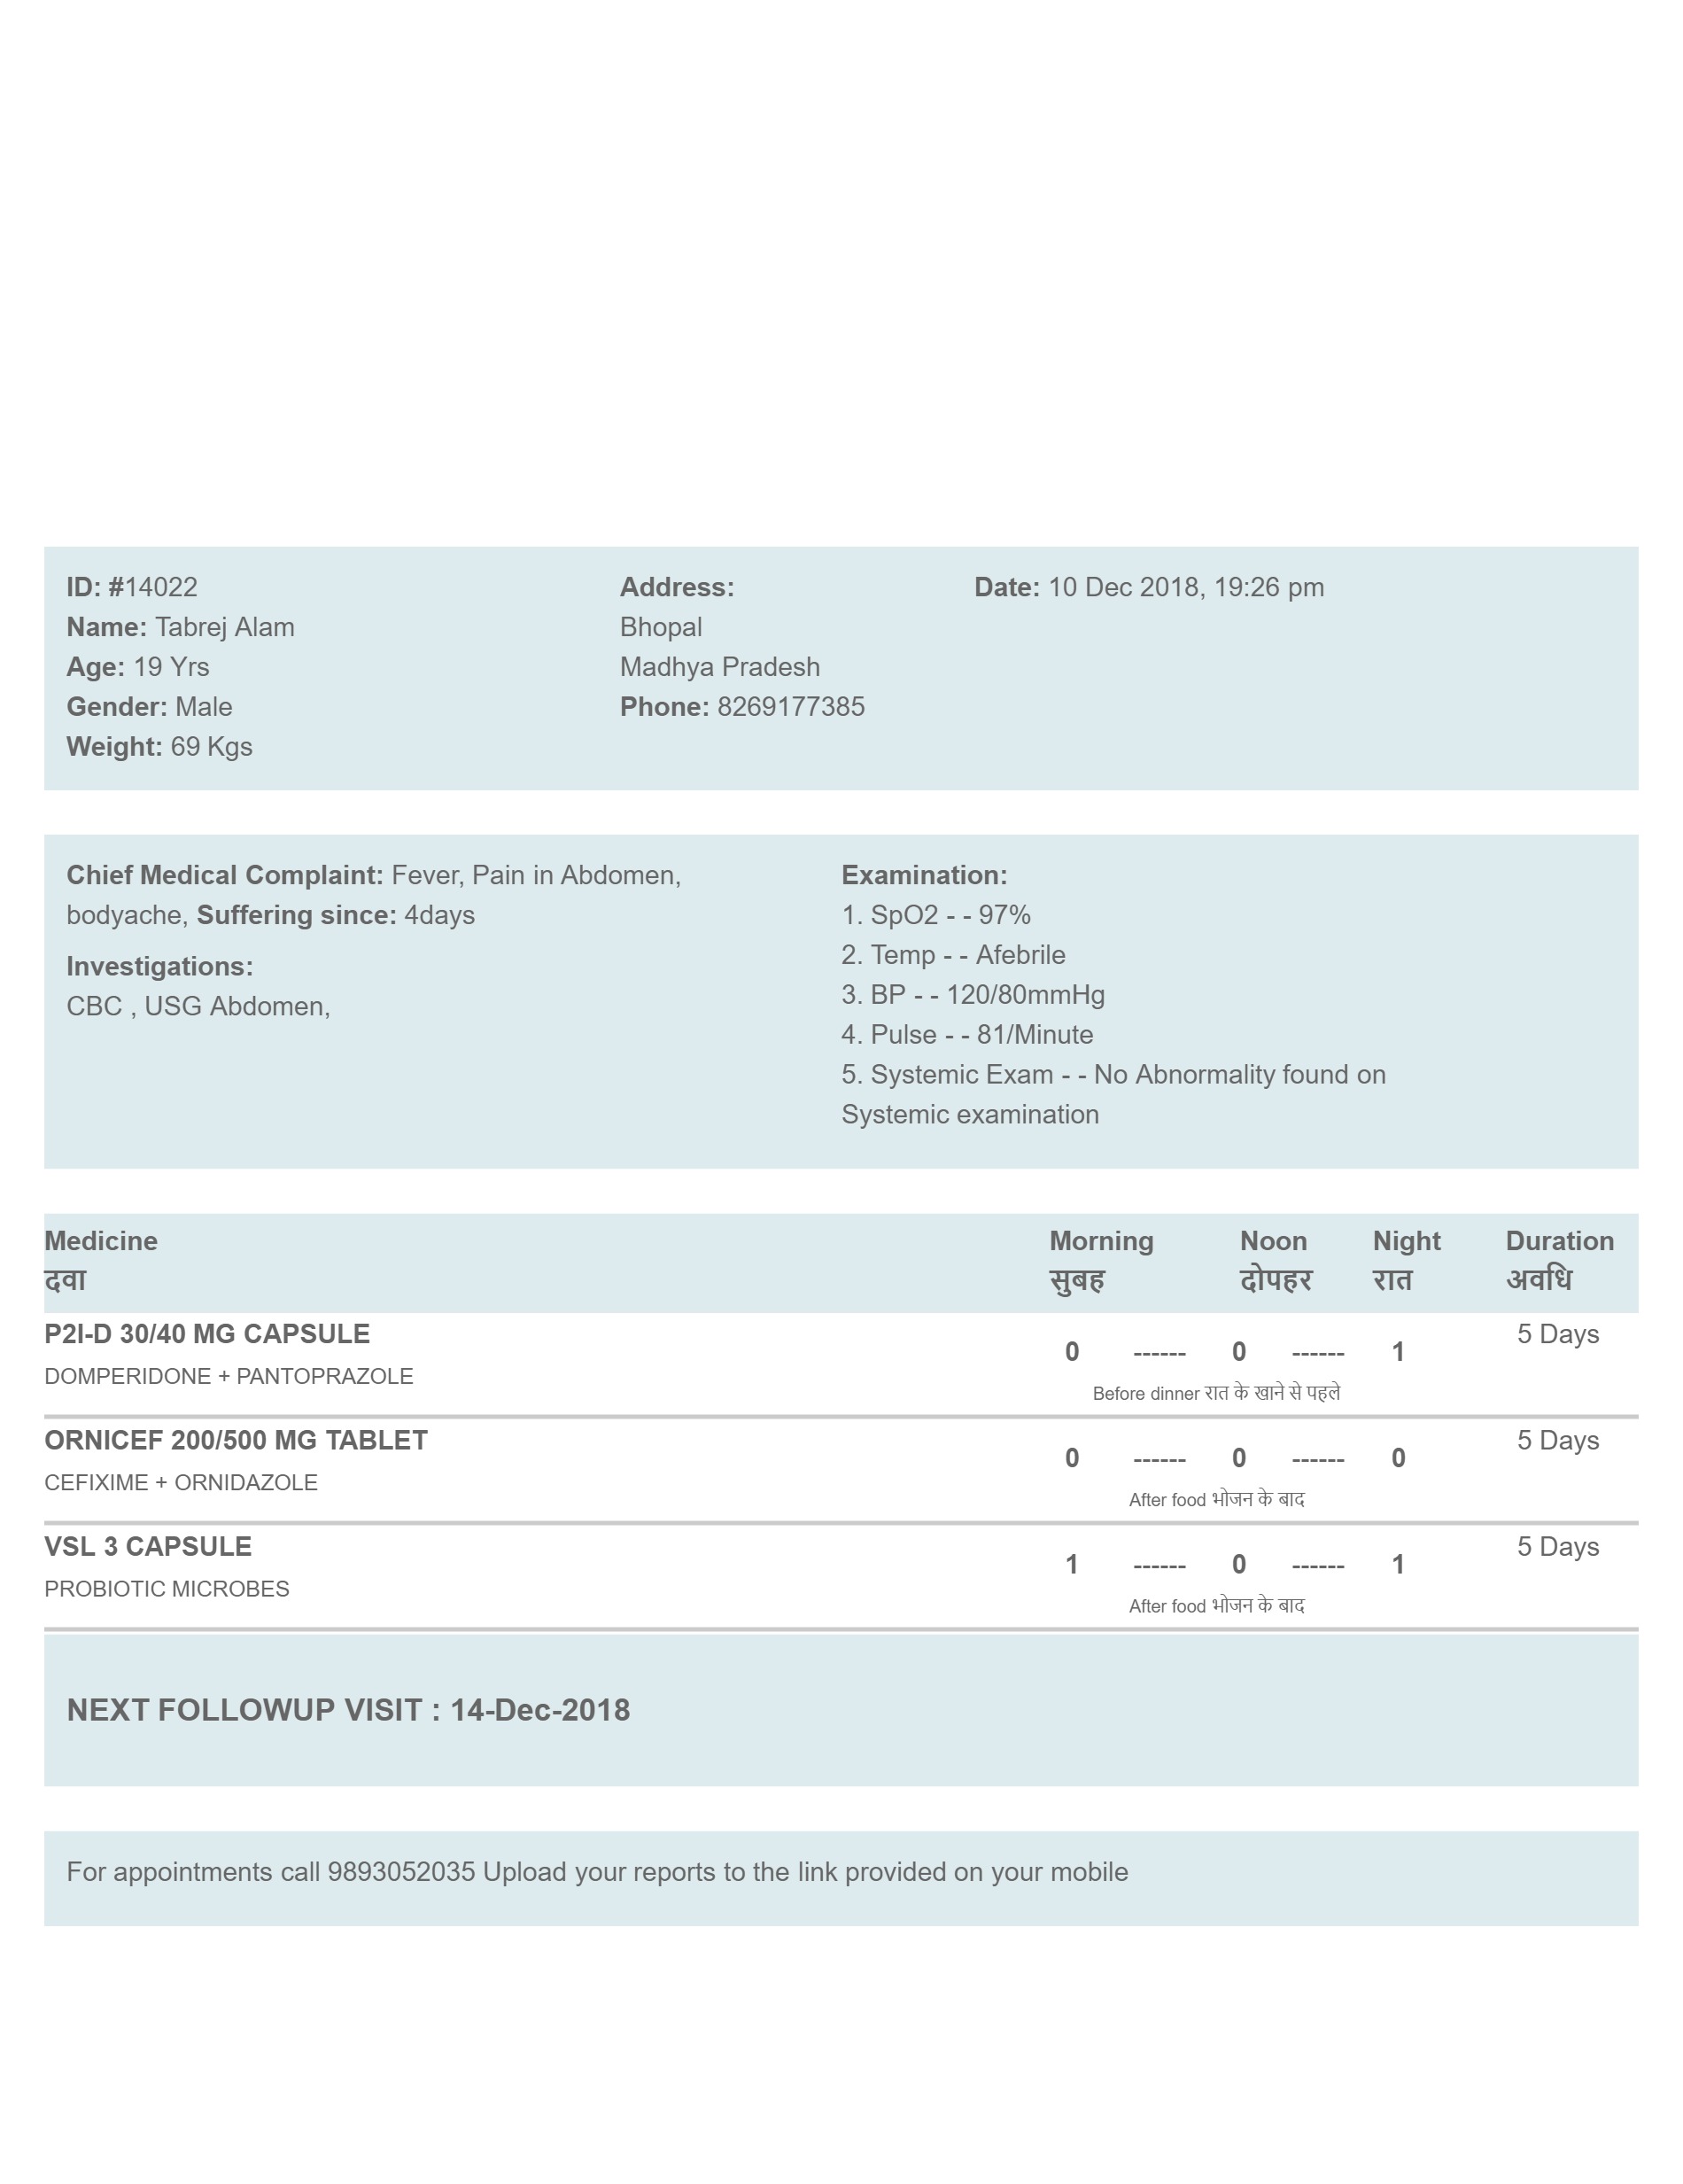 ID: #14022
Name: Tabrej Alam
Age: 19 Yrs
Gender: Male
Weight: 69 Kgs
Address:
Bhopal
Madhya Pradesh
Phone: 8269177385
Date: 10 Dec 2018, 19:26 pm
Chief Medical Complaint: Fever, Pain in Abdomen,
bodyache, Suffering since: 4days
Investigations:
CBC , USG Abdomen,
Examination:
1. SpO2 - - 97%
2. Temp - - Afebrile
3. BP - - 120/80mmHg
4. Pulse - - 81/Minute
5. Systemic Exam - - No Abnormality found on
Systemic examination
Medicine Morning Noon Night Duration
दवा सुबह दोपहर रात अवधि
P2I-D 30/40 MG CAPSULE 5 Days
0 ------ 0 ------ 1
DOMPERIDONE + PANTOPRAZOLE
Before dinner रात के खाने से पहले
ORNICEF 200/500 MG TABLET 5 Days
0 ------ 0 ------ 0
CEFIXIME + ORNIDAZOLE
After food भोजन के बाद
VSL 3 CAPSULE 5 Days
1 ------ 0 ------ 1
PROBIOTIC MICROBES
After food भोजन के बाद
NEXT FOLLOWUP VISIT : 14-Dec-2018
For appointments call 9893052035 Upload your reports to the link provided on your mobile